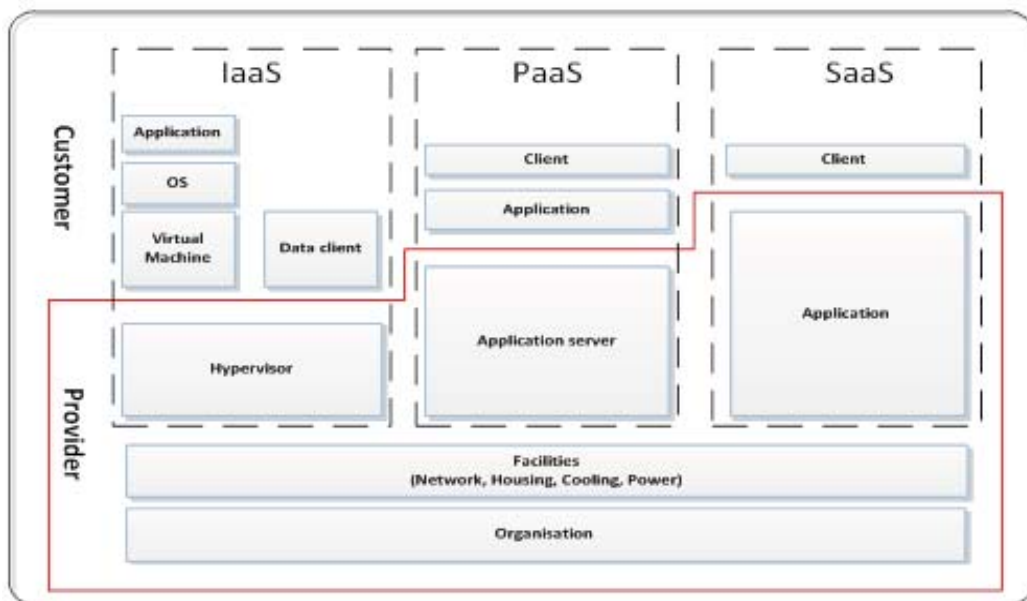 IaaS
PaaS
SaaS
Customer
Application
OS
Virtual
Machine
Data client
Client
Application
Client
Hypervisor
Application server
Application
Provider
Facilities
(Network, Housing, Cooling, Power)
Organisation